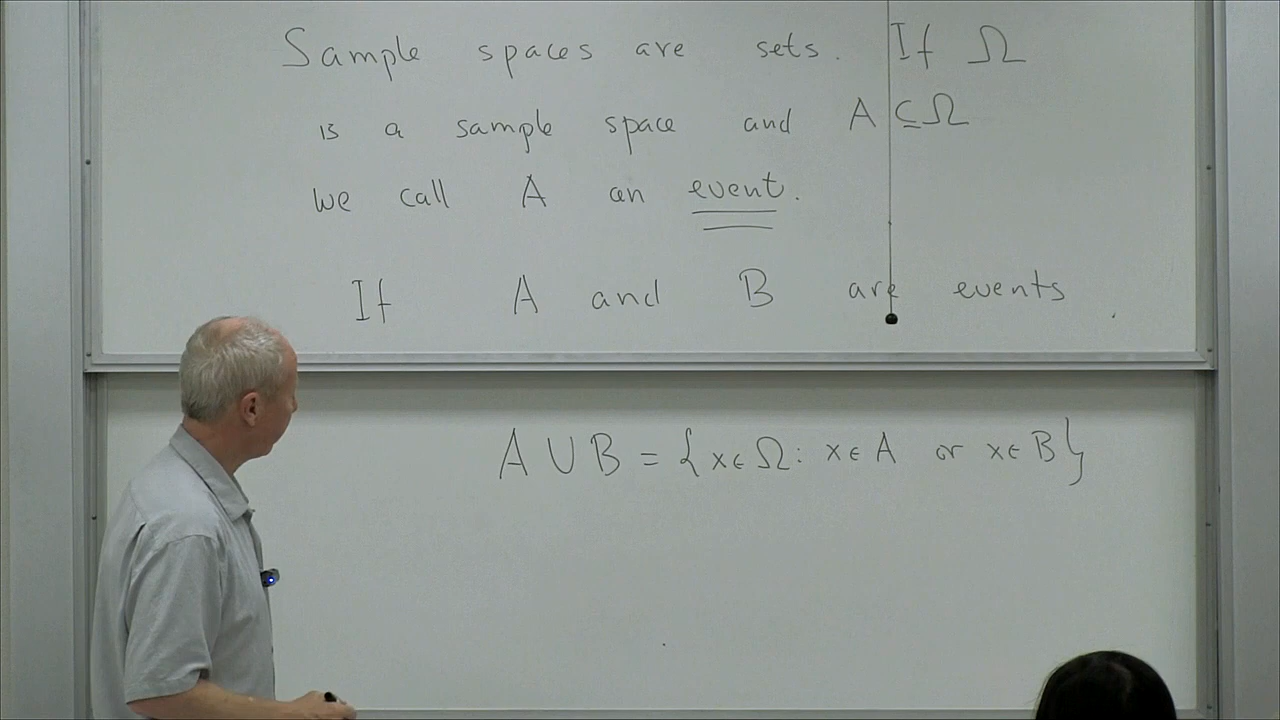 Sample spaces are sets. If Ω
is a sample space and A ⊆ Ω
we call A an event.
If A and B are events
A ∪ B = {x ∈ Ω: x ∈ A or x ∈ B}